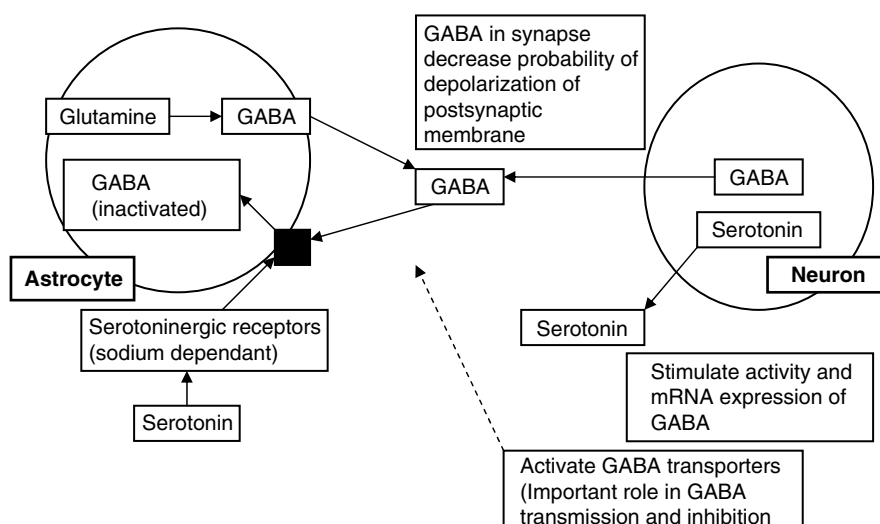 GABA in synapse
decrease probability of
depolarization of
postsynaptic
membrane
Glutamine
GABA
GABA
(inactivated)
GABA
GABA
Serotonin
Astrocyte
Neuron
Serotoninergic receptors
(sodium dependant)
Serotonin
Serotonin
Stimulate activity and
mRNA expression of
GABA
Activate GABA transporters
(Important role in GABA
transmission and inhibition